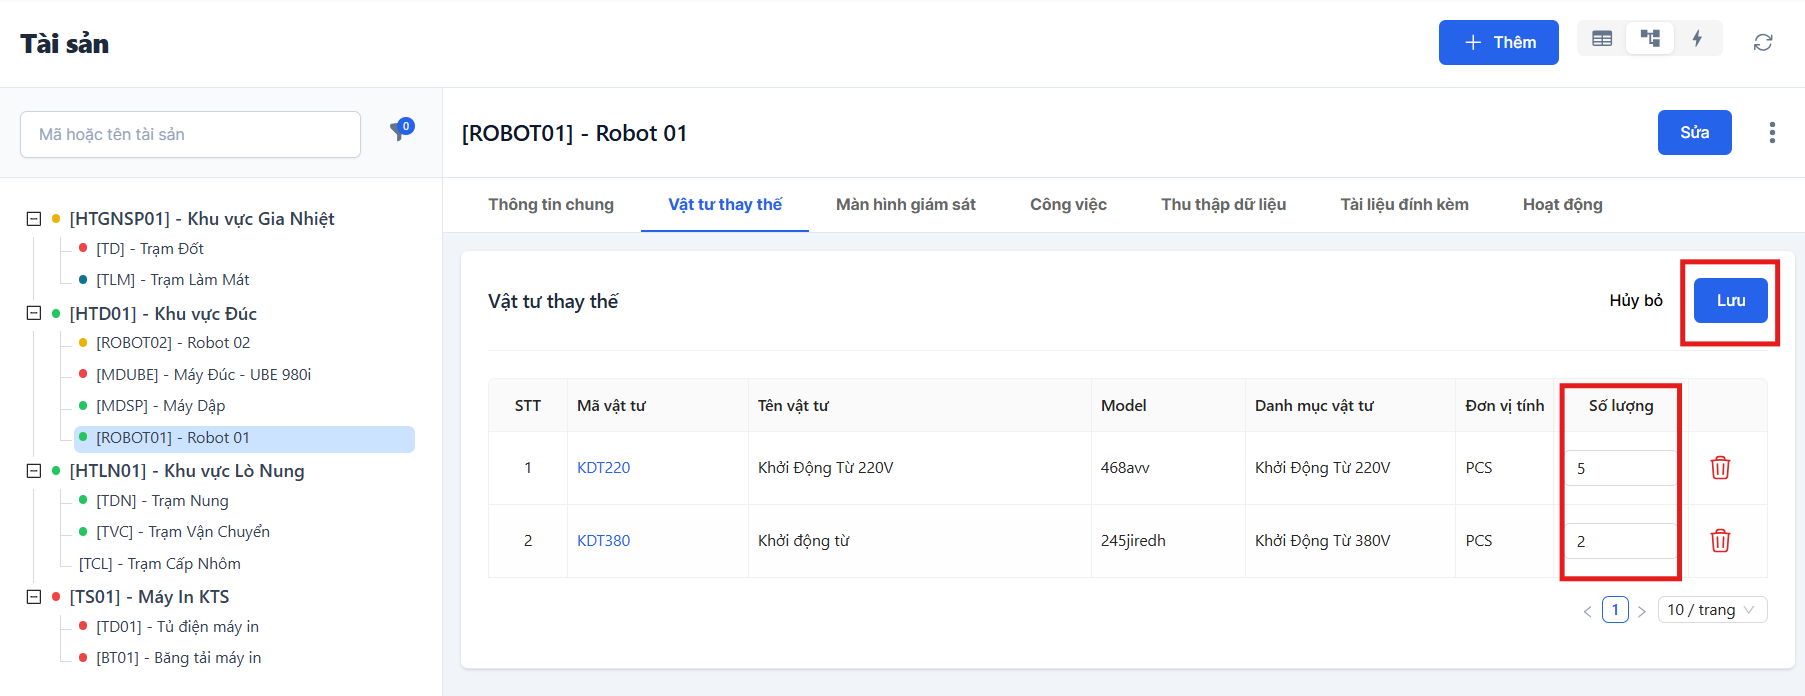 Tài sản
Thêm
Mã hoặc tên tài sản
0
[ROBOT01] - Robot 01
Sửa
[HTGNSP01] - Khu vực Gia Nhiệt
[TD] - Trạm Đốt
[TLM] - Trạm Làm Mát
[HTD01] - Khu vực Đúc
[ROBOT02] - Robot 02
[MDUBE] - Máy Đúc - UBE 980i
[MDSP] - Máy Dập
[ROBOT01] - Robot 01
[HTLN01] - Khu vực Lò Nung
[TDN] - Trạm Nung
[TVC] - Trạm Vận Chuyển
[TCL] - Trạm Cấp Nhôm
[TS01] - Máy In KTS
[TD01] - Tủ điện máy in
[BT01] - Băng tải máy in
Thông tin chung Vật tư thay thế Màn hình giám sát Công việc Thu thập dữ liệu Tài liệu đính kèm Hoạt động
Vật tư thay thế
Hủy bỏ Lưu
STT Mã vật tư Tên vật tư Model Danh mục vật tư Đơn vị tính Số lượng
1 KDT220 Khởi Động Từ 220V 468avv Khởi Động Từ 220V PCS 5
2 KDT380 Khởi động từ 245jiredh Khởi Động Từ 380V PCS 2
< 1 > 10 / trang